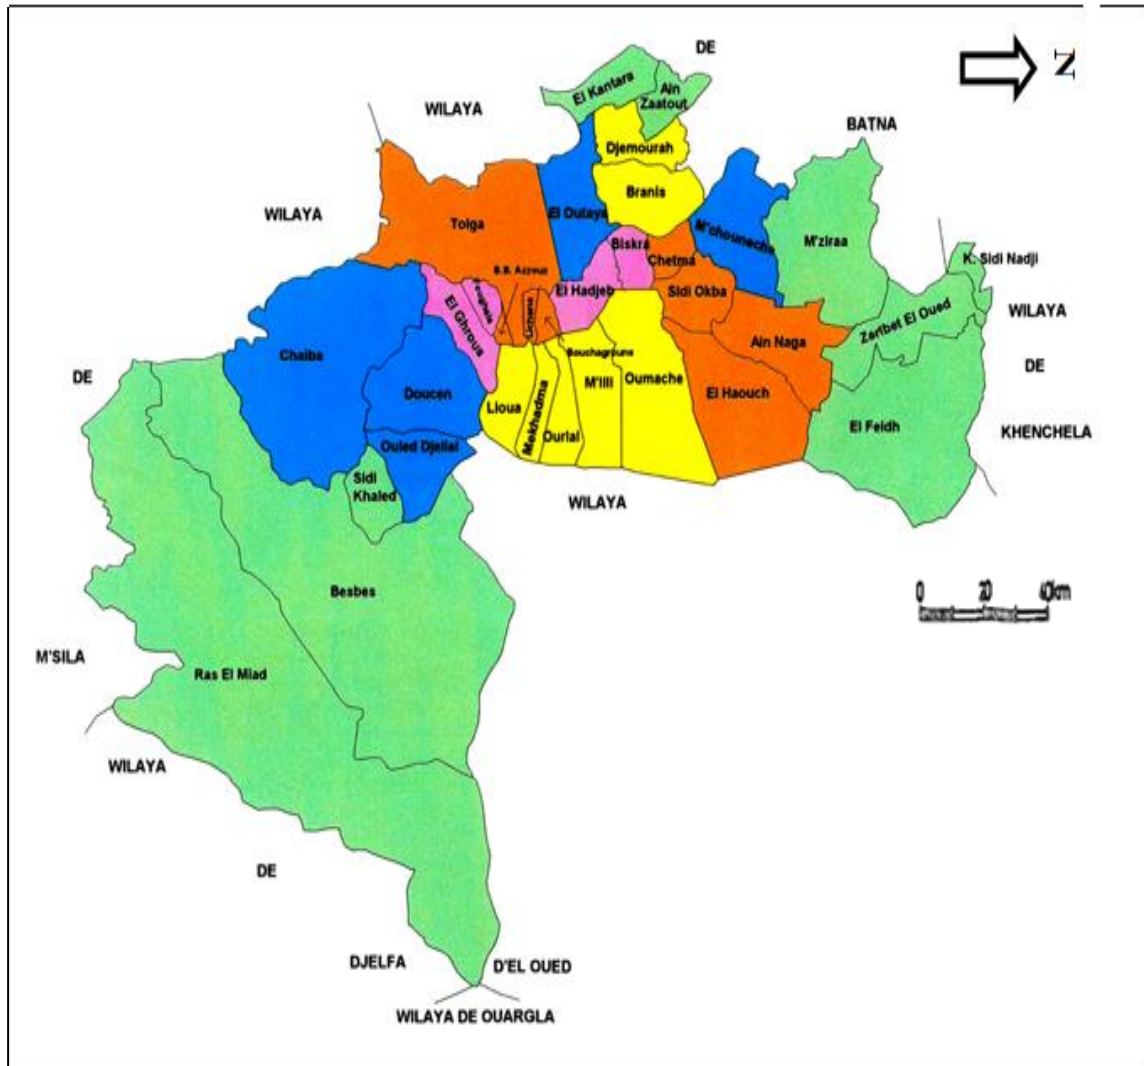 DE
N
El Kantara
Ain
Zaatout
WILAYA
BATNA
Djemourah
Branis
WILAYA
Tolga
El Outaya
M'chouneche
M'ziraa
Biskra
Chetma
K. Sidi Nadji
B.B. Azzouz
Foughala
El Hadjeb
Sidi Okba
Lichana
El Ghrous
WILAYA
Zeribet El Oued
Ain Naga
Chaiba
Bouchagroune
DE
DE
Doucen
Lioua
Mekhadma
M'lili
Oumache
El Haouch
Ourlal
El Feidh
KHENCHELA
Ouled Djellal
Sidi
Khaled
WILAYA
Besbes
0 20 40km
M'SILA
Ras El Miad
WILAYA
DE
DJELFA
D'EL OUED
WILAYA DE OUARGLA